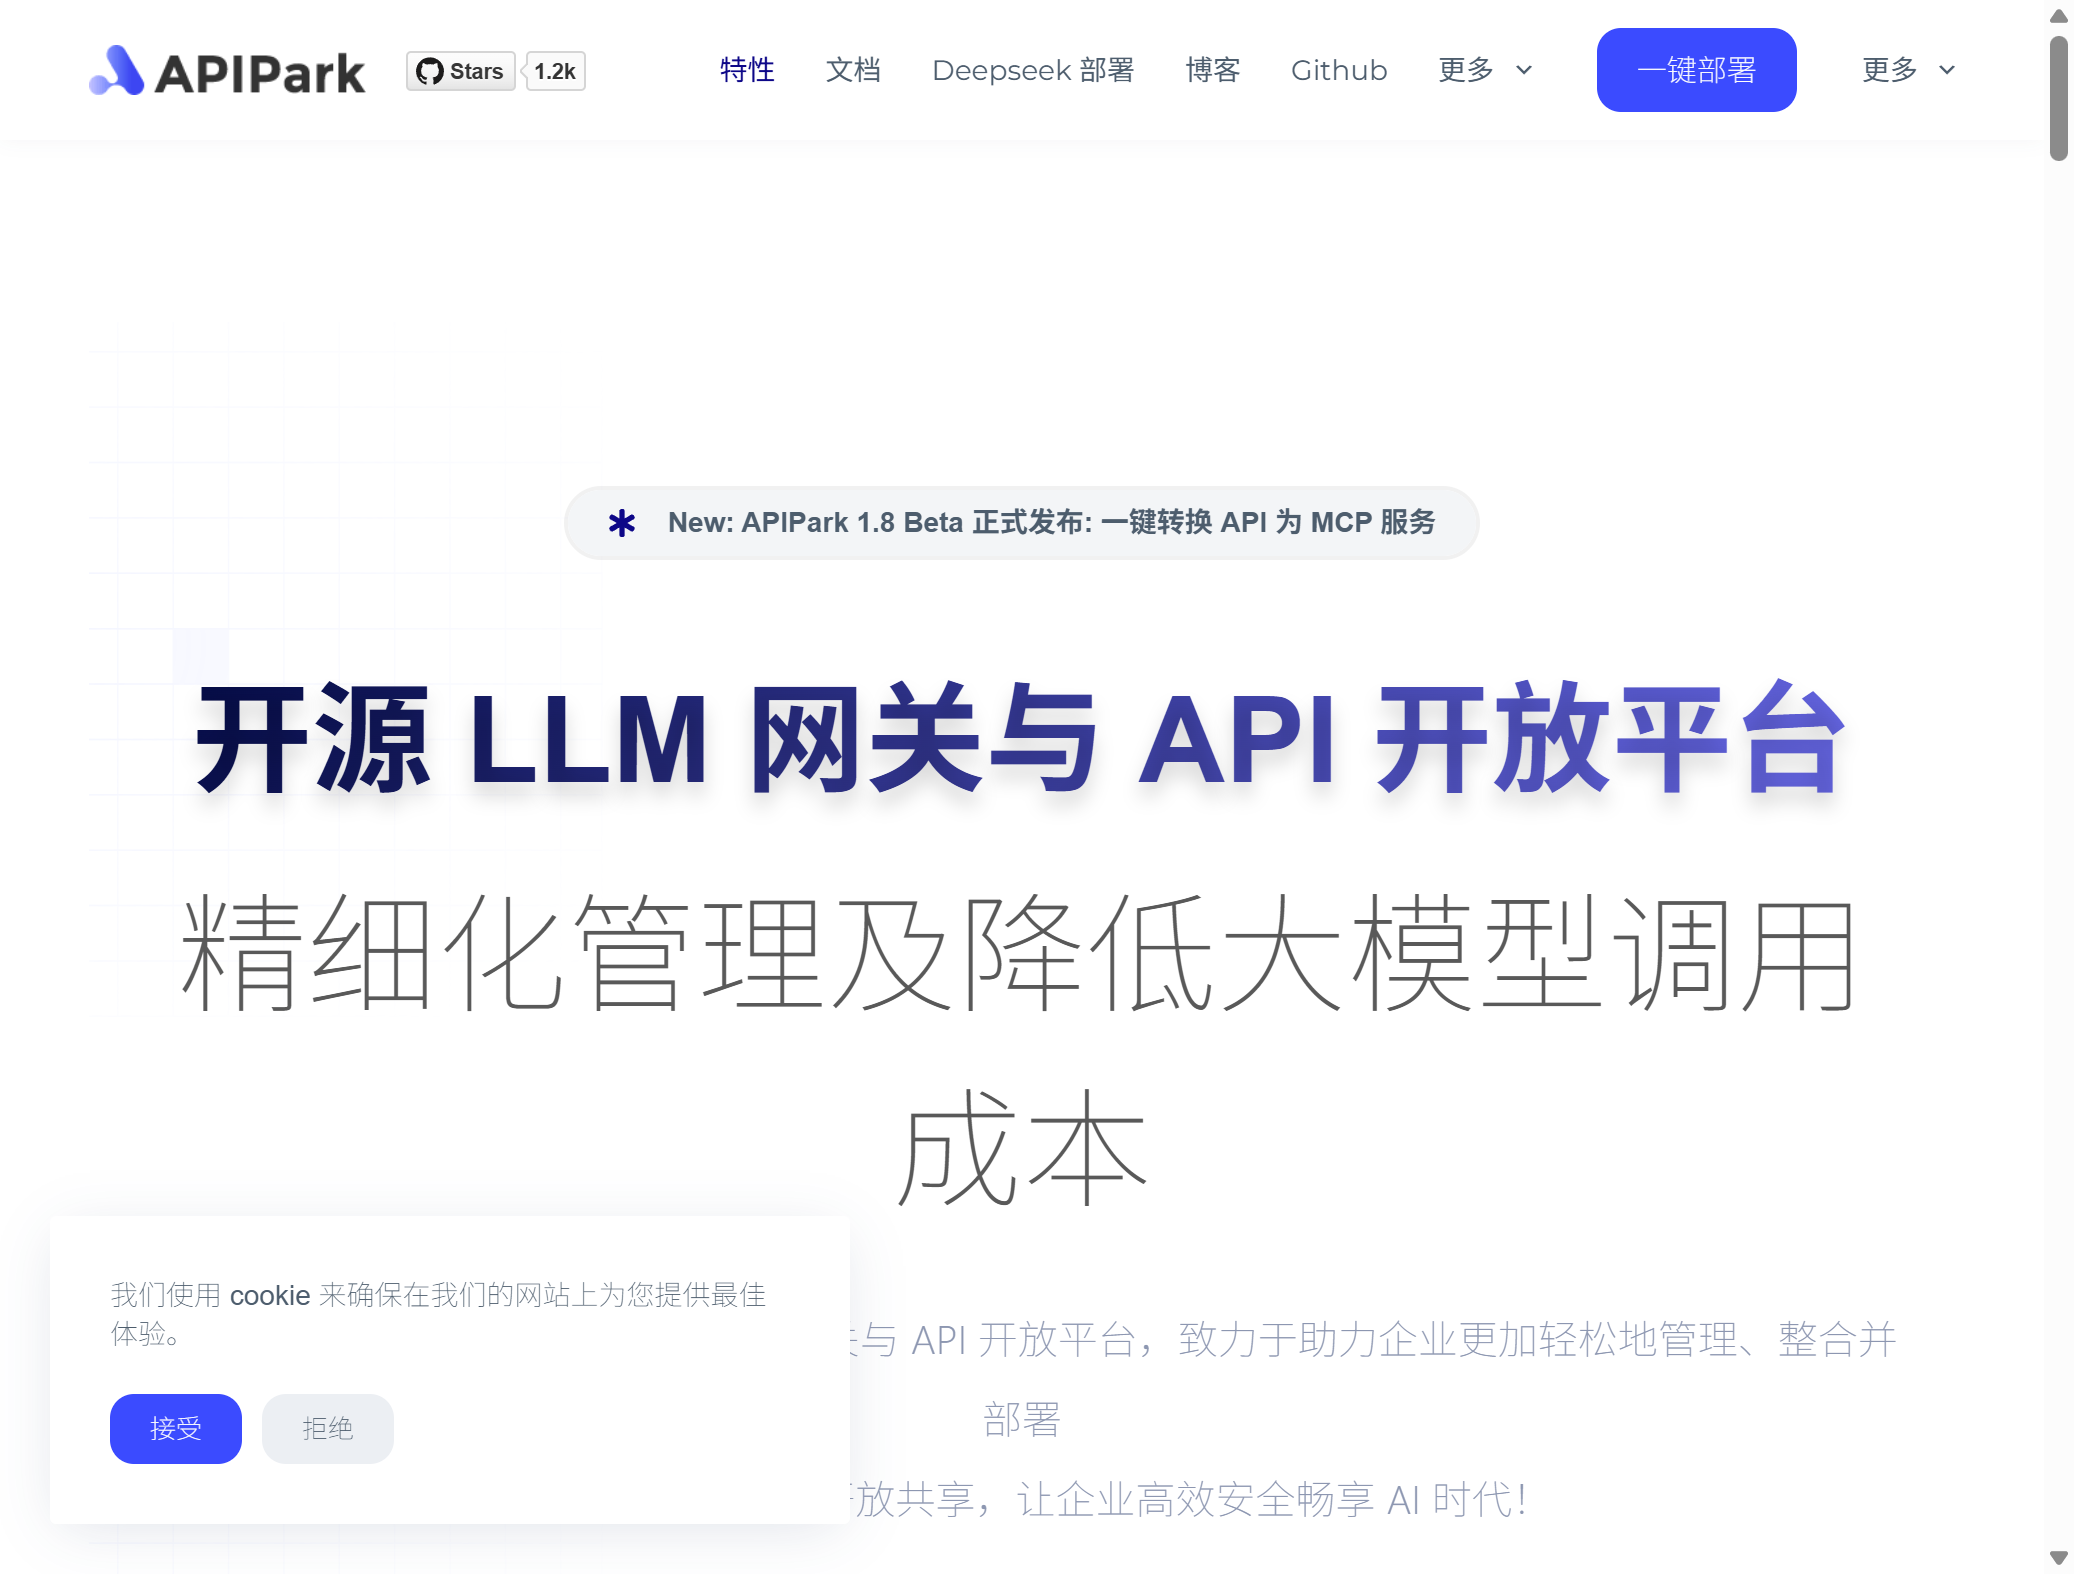 APIPark
Stars 1.2k
特性 文档 Deepseek 部署 博客 Github 更多 一键部署 更多
New: APIPark 1.8 Beta 正式发布: 一键转换 API 为 MCP 服务
开源 LLM 网关与 API 开放平台
精细化管理及降低大模型调用
成本
与 API 开放平台，致力于助力企业更加轻松地管理、整合并
部署
放共享，让企业高效安全畅享 AI 时代！
我们使用 cookie 来确保在我们的网站上为您提供最佳
体验。
接受 拒绝